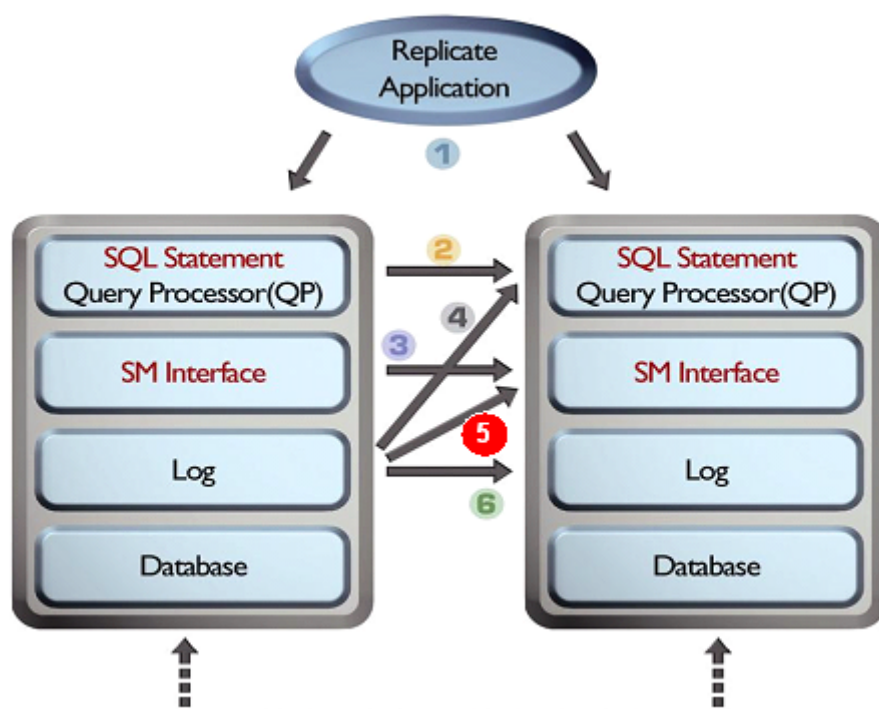 Replicate
Application
1
SQL Statement
Query Processor(QP)
SM Interface
Log
Database
2
3
4
5
6
SQL Statement
Query Processor(QP)
SM Interface
Log
Database